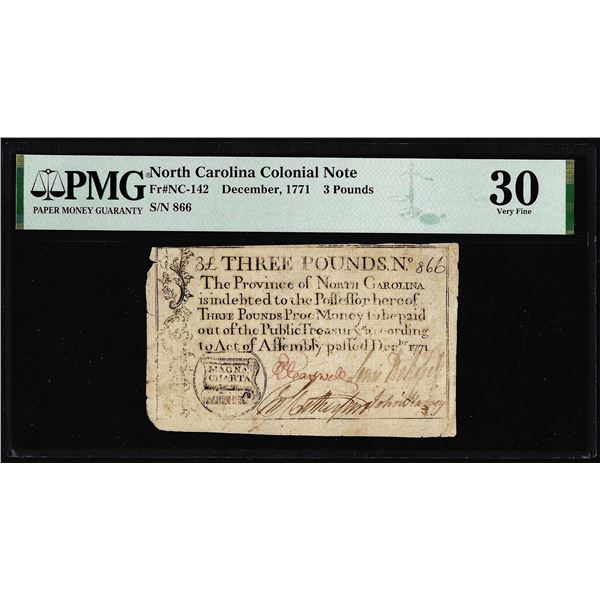 PMG
PAPER MONEY GUARANTY
North Carolina Colonial Note
Fr#NC-142 December, 1771 3 Pounds
S/N 866
30
Very Fine
3£ THREE POUNDS. No. 866
The Province of NORTH CAROLINA
is indebted to the Poſſeſſor hereof
THREE POUNDS Proc Money to be paid
out of the Public Treasury according
to Act of Aſſembly paſſed Decbr. 1771
MAGNA
CHARTA
John Harvey